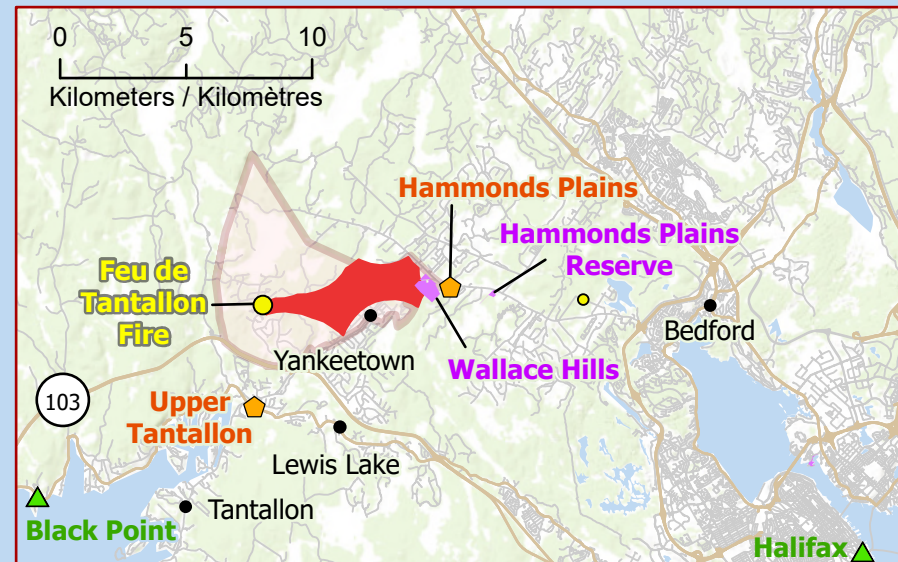 0 5 10
Kilometers / Kilomètres
Hammonds Plains
Hammonds Plains
Reserve
Feu de
Tantallon
Fire
Bedford
Yankeetown
Wallace Hills
103
Upper
Tantallon
Lewis Lake
Tantallon
Black Point
Halifax